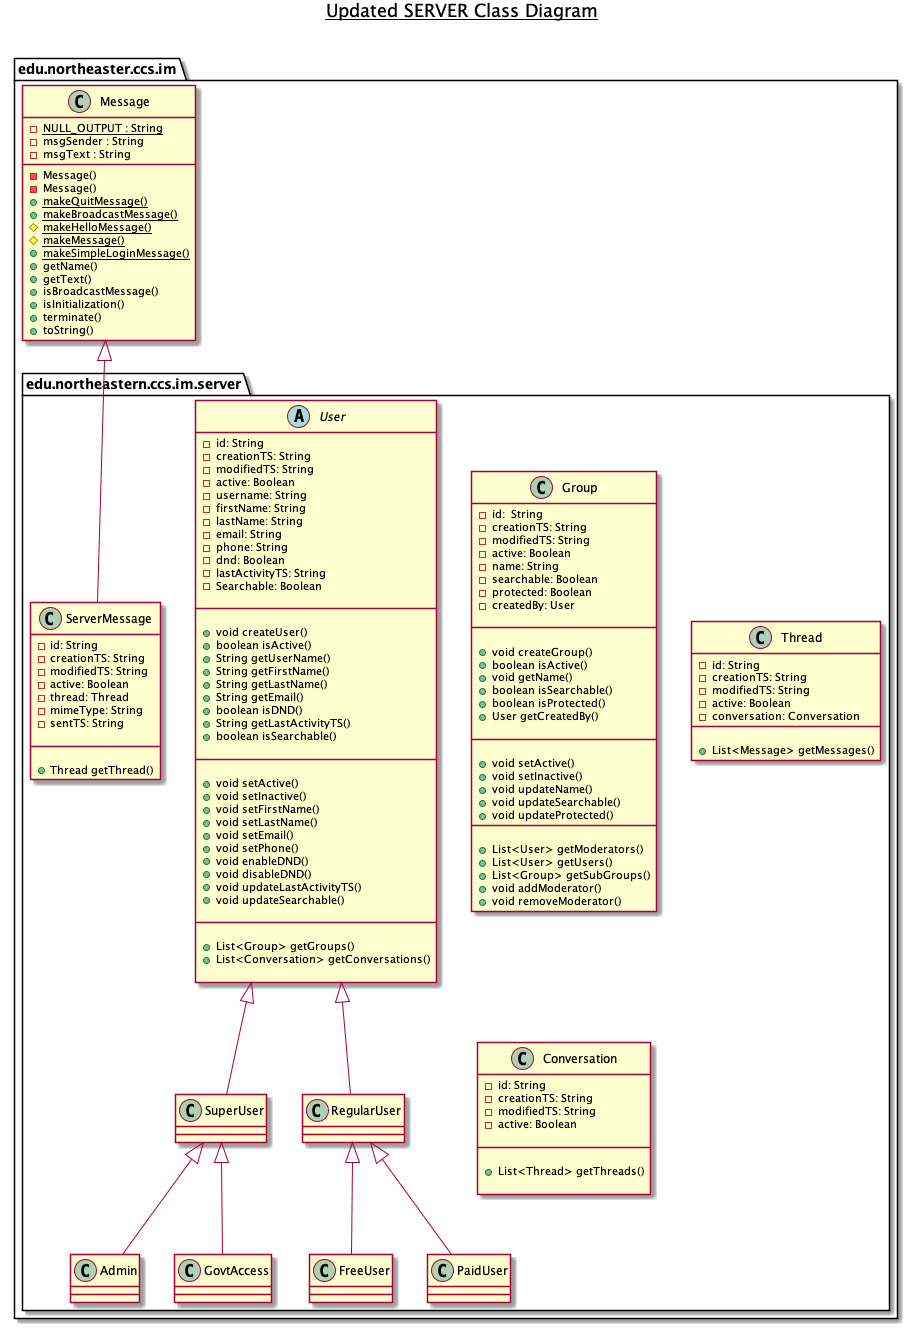 Updated SERVER Class Diagram
edu.northeaster.ccs.im
C Message
NULL_OUTPUT : String
msgSender : String
msgText : String
Message()
Message()
makeQuitMessage()
makeBroadcastMessage()
makeHelloMessage()
makeMessage()
makeSimpleLoginMessage()
getName()
getText()
isBroadcastMessage()
isInitialization()
terminate()
toString()
edu.northeastern.ccs.im.server
A User
id: String
creationTS: String
modifiedTS: String
active: Boolean
username: String
firstName: String
lastName: String
email: String
phone: String
dnd: Boolean
lastActivityTS: String
Searchable: Boolean
void createUser()
boolean isActive()
String getUserName()
String getFirstName()
String getLastName()
String getEmail()
boolean isDND()
String getLastActivityTS()
boolean isSearchable()
void setActive()
void setInactive()
void setFirstName()
void setLastName()
void setEmail()
void setPhone()
void enableDND()
void disableDND()
void updateLastActivityTS()
void updateSearchable()
List<Group> getGroups()
List<Conversation> getConversations()
C Group
id:  String
creationTS: String
modifiedTS: String
active: Boolean
name: String
searchable: Boolean
protected: Boolean
createdBy: User
void createGroup()
boolean isActive()
void getName()
boolean isSearchable()
boolean isProtected()
User getCreatedBy()
void setActive()
void setInactive()
void updateName()
void updateSearchable()
void updateProtected()
List<User> getModerators()
List<User> getUsers()
List<Group> getSubGroups()
void addModerator()
void removeModerator()
C ServerMessage
id: String
creationTS: String
modifiedTS: String
active: Boolean
thread: Thread
mimeType: String
sentTS: String
Thread getThread()
C Thread
id: String
creationTS: String
modifiedTS: String
active: Boolean
conversation: Conversation
List<Message> getMessages()
C Conversation
id: String
creationTS: String
modifiedTS: String
active: Boolean
List<Thread> getThreads()
C SuperUser
C RegularUser
C Admin
C GovtAccess
C FreeUser
C PaidUser